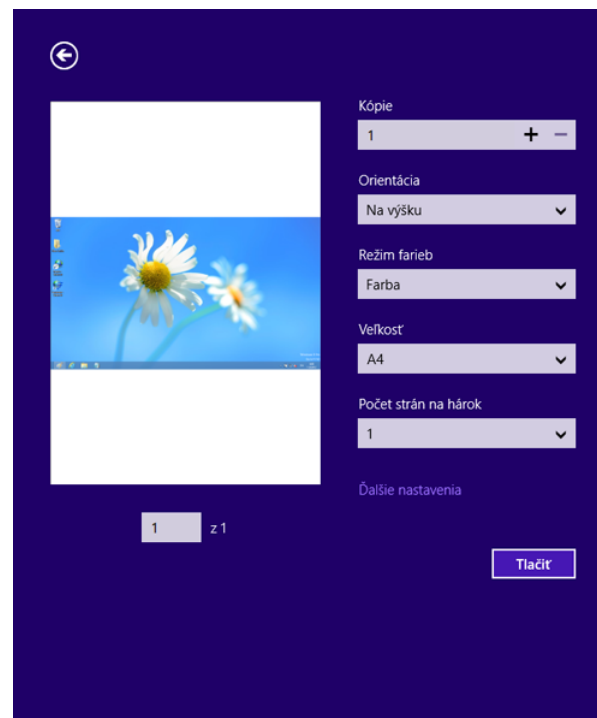 Kópie
1
Orientácia
Na výšku
Režim farieb
Farba
Veľkosť
A4
Počet strán na hárok
1
Ďalšie nastavenia
1 z 1
Tlačiť